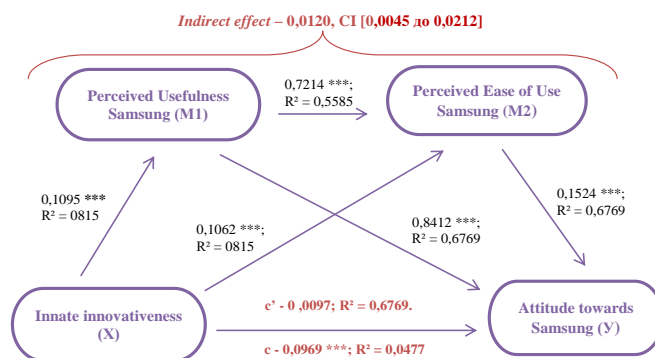 Indirect effect – 0,0120, CI [0,0045 до 0,0212]
Perceived Usefulness
Samsung (M1)
0,7214 ***;
R² = 0,5585
Perceived Ease of Use
Samsung (M2)
0,1095 ***
R² = 0815
0,1062 ***;
R² = 0815
0,8412 ***;
R² = 0,6769
0,1524 ***;
R² = 0,6769
Innate innovativeness
(X)
c’ - 0 ,0097; R² = 0,6769.
c - 0,0969 ***; R² = 0,0477
Attitude towards
Samsung (У)